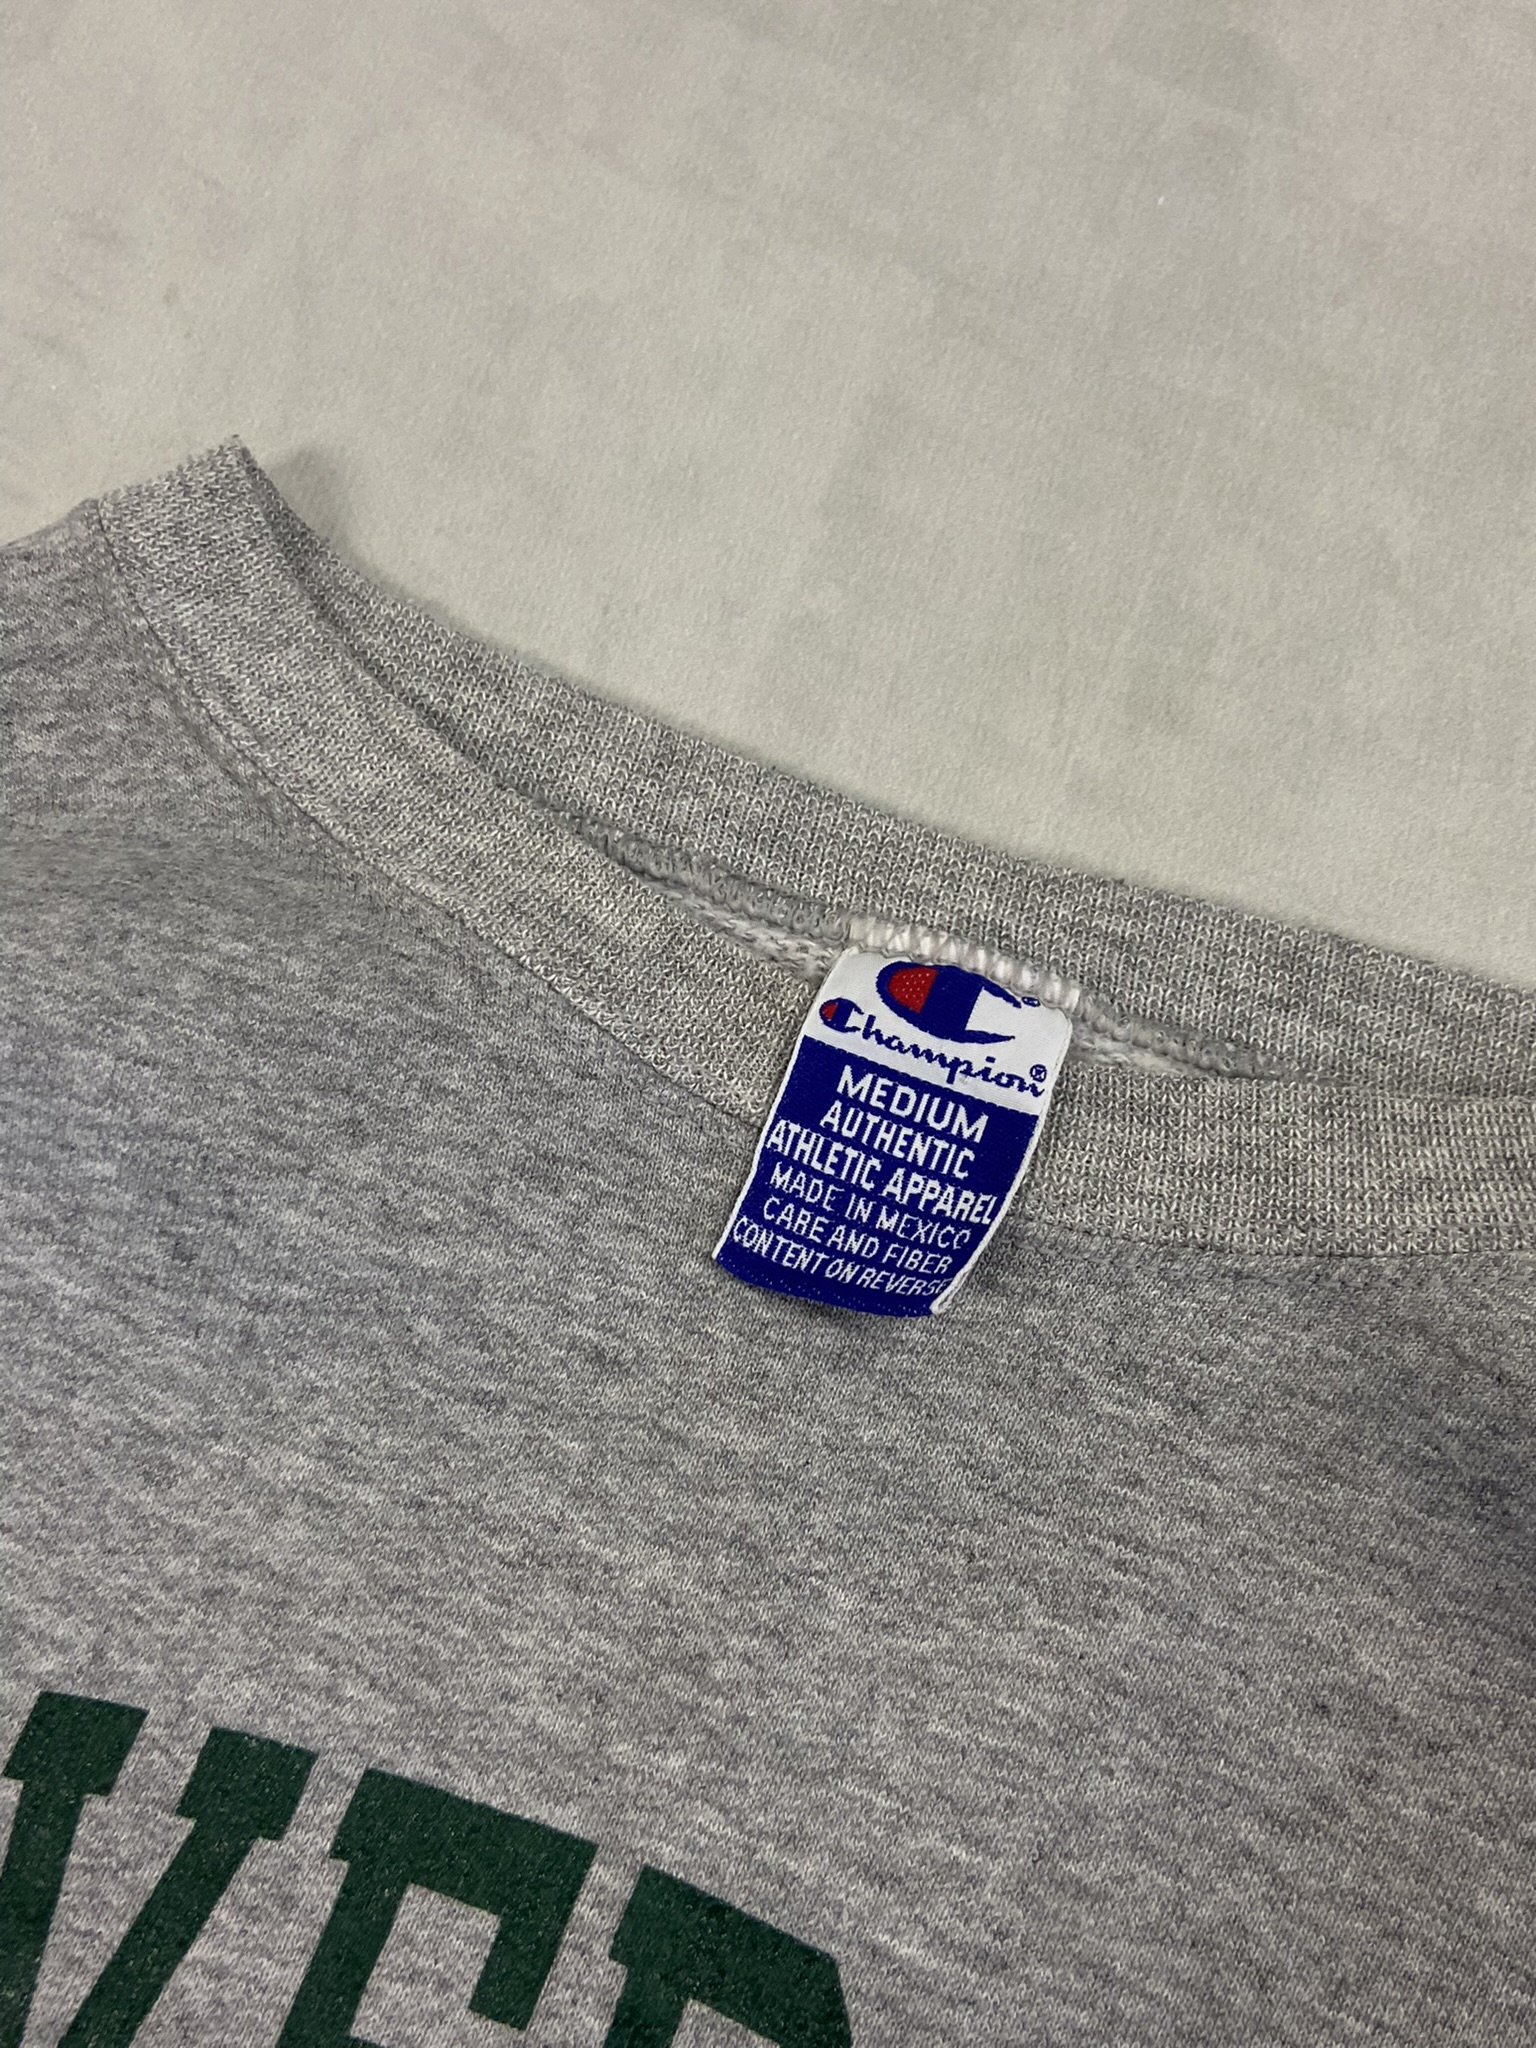 Champion®
MEDIUM
AUTHENTIC
ATHLETIC APPAREL
MADE IN MEXICO
CARE AND FIBER
CONTENT ON REVERSE